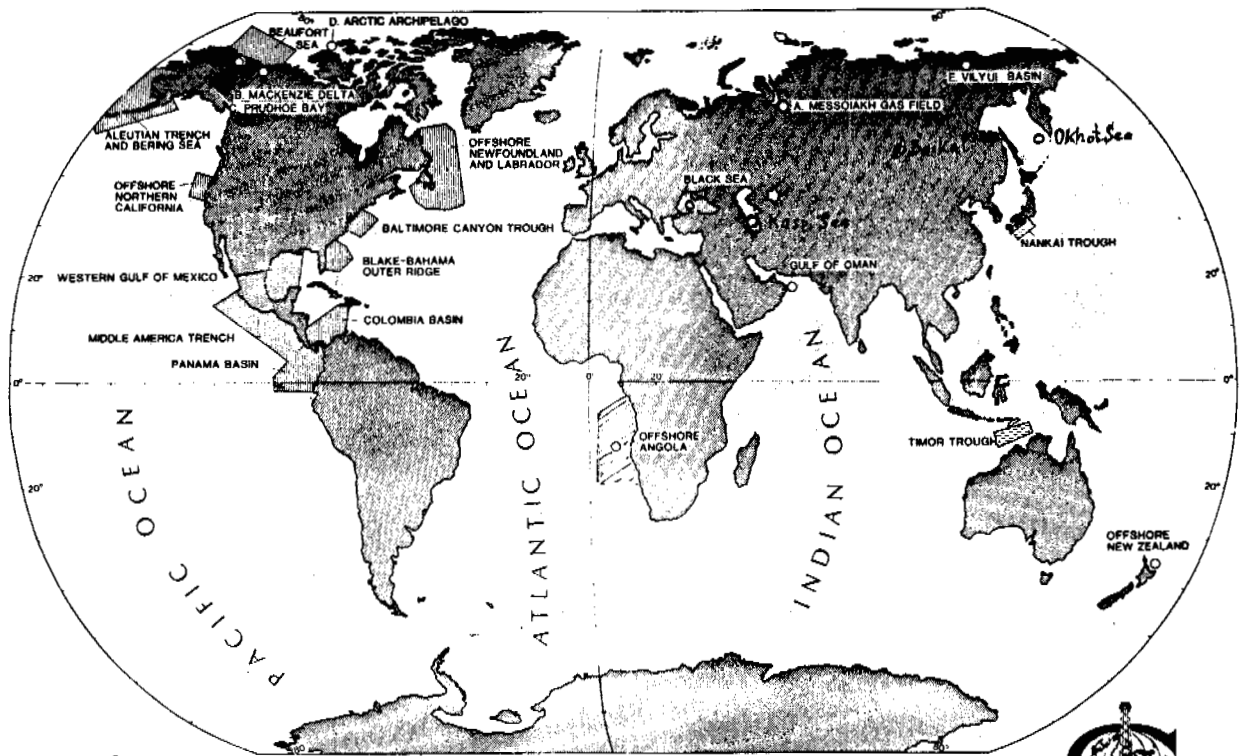 80°
D. ARCTIC ARCHIPELAGO
BEAUFORT
SEA
80°
B. MACKENZIE DELTA
C. PRUDHOE BAY
E. VILYUI BASIN
A. MESSOIAKH GAS FIELD
ALEUTIAN TRENCH
AND BERING SEA
OFFSHORE
NEWFOUNDLAND
AND LABRADOR
Okhot Sea
Baikal
OFFSHORE
NORTHERN
CALIFORNIA
BLACK SEA
BALTIMORE CANYON TROUGH
Kasp. Sea
NANKAI TROUGH
BLAKE-BAHAMA
OUTER RIDGE
GULF OF OMAN
20°
WESTERN GULF OF MEXICO
20°
COLOMBIA BASIN
MIDDLE AMERICA TRENCH
PANAMA BASIN
0°
20°
0°
20°
0°
PACIFIC OCEAN
ATLANTIC OCEAN
INDIAN OCEAN
OFFSHORE
ANGOLA
TIMOR TROUGH
20°
20°
OFFSHORE
NEW ZEALAND